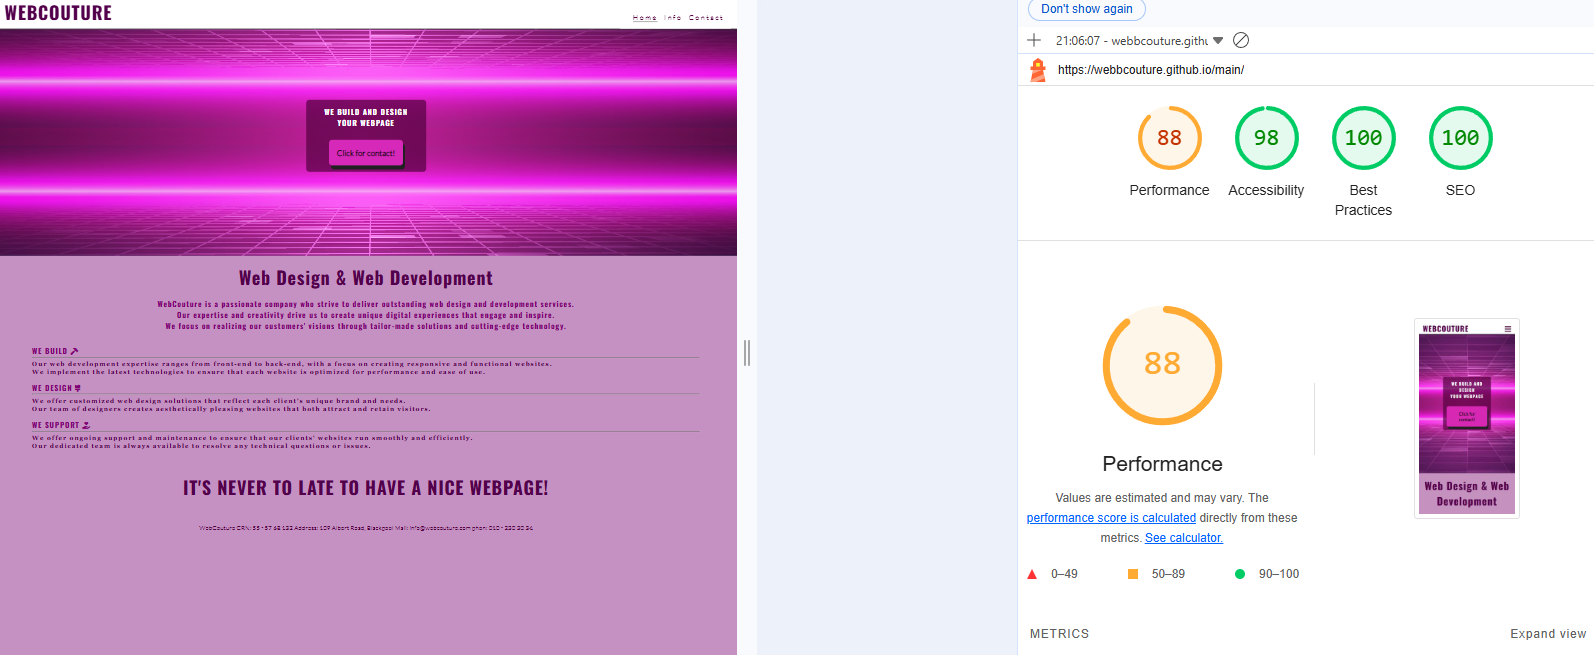 WEBCOUTURE
Home Info Contact
WE BUILD AND DESIGN
YOUR WEBPAGE
Click for contact!
Web Design & Web Development
WebCouture is a passionate company who strive to deliver outstanding web design and development services.
Our expertise and creativity drive us to create unique digital experiences that engage and inspire.
We focus on realizing our customers' visions through tailor-made solutions and cutting-edge technology.
WE BUILD
Our web development expertise ranges from front-end to back-end, with a focus on creating responsive and functional websites.
We implement the latest technologies to ensure that each website is optimized for performance and ease of use.
WE DESIGN
We offer customized web design solutions that reflect each client's unique brand and needs.
Our team of designers creates aesthetically pleasing websites that both attract and retain visitors.
WE SUPPORT
We offer ongoing support and maintenance to ensure that our clients' websites run smoothly and efficiently.
Our dedicated team is always available to resolve any technical questions or issues.
IT'S NEVER TO LATE TO HAVE A NICE WEBPAGE!
WebCouture CRN: Address: 109 Albert Road, Blackpool Mail: info@webcouture.com
Don't show again
21:06:07 - webbcouture.githu
https://webbcouture.github.io/main/
88 98 100 100
Performance Accessibility Best Practices SEO
88
Performance
Values are estimated and may vary. The
performance score is calculated directly from these
metrics. See calculator.
0–49 50–89 90–100
WEBCOUTURE
WE BUILD AND
DESIGN
YOUR WEBPAGE
Click for
contact!
Web Design & Web
Development
METRICS
Expand view